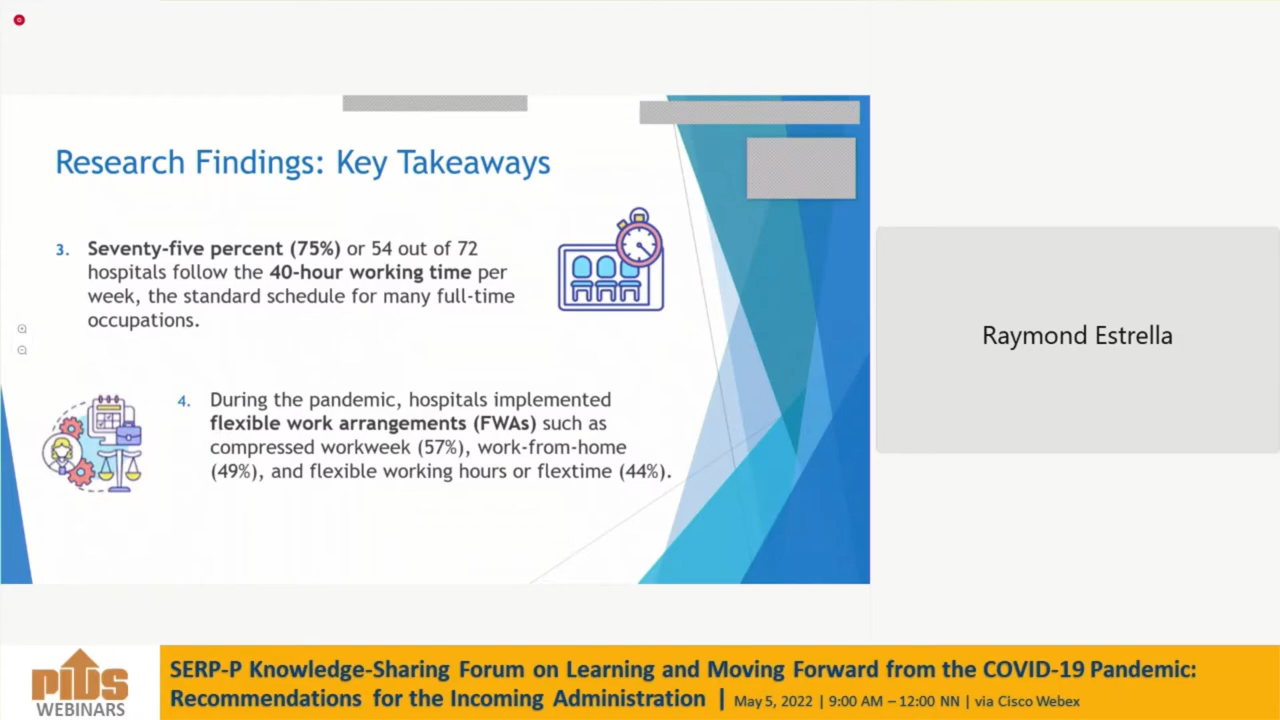 Research Findings: Key Takeaways
3. Seventy-five percent (75%) or 54 out of 72
hospitals follow the 40-hour working time per
week, the standard schedule for many full-time
occupations.
4. During the pandemic, hospitals implemented
flexible work arrangements (FWAs) such as
compressed workweek (57%), work-from-home
(49%), and flexible working hours or flextime (44%).
Raymond Estrella
PIDS
WEBINARS
SERP-P Knowledge-Sharing Forum on Learning and Moving Forward from the COVID-19 Pandemic:
Recommendations for the Incoming Administration | May 5, 2022 | 9:00 AM – 12:00 NN | via Cisco Webex